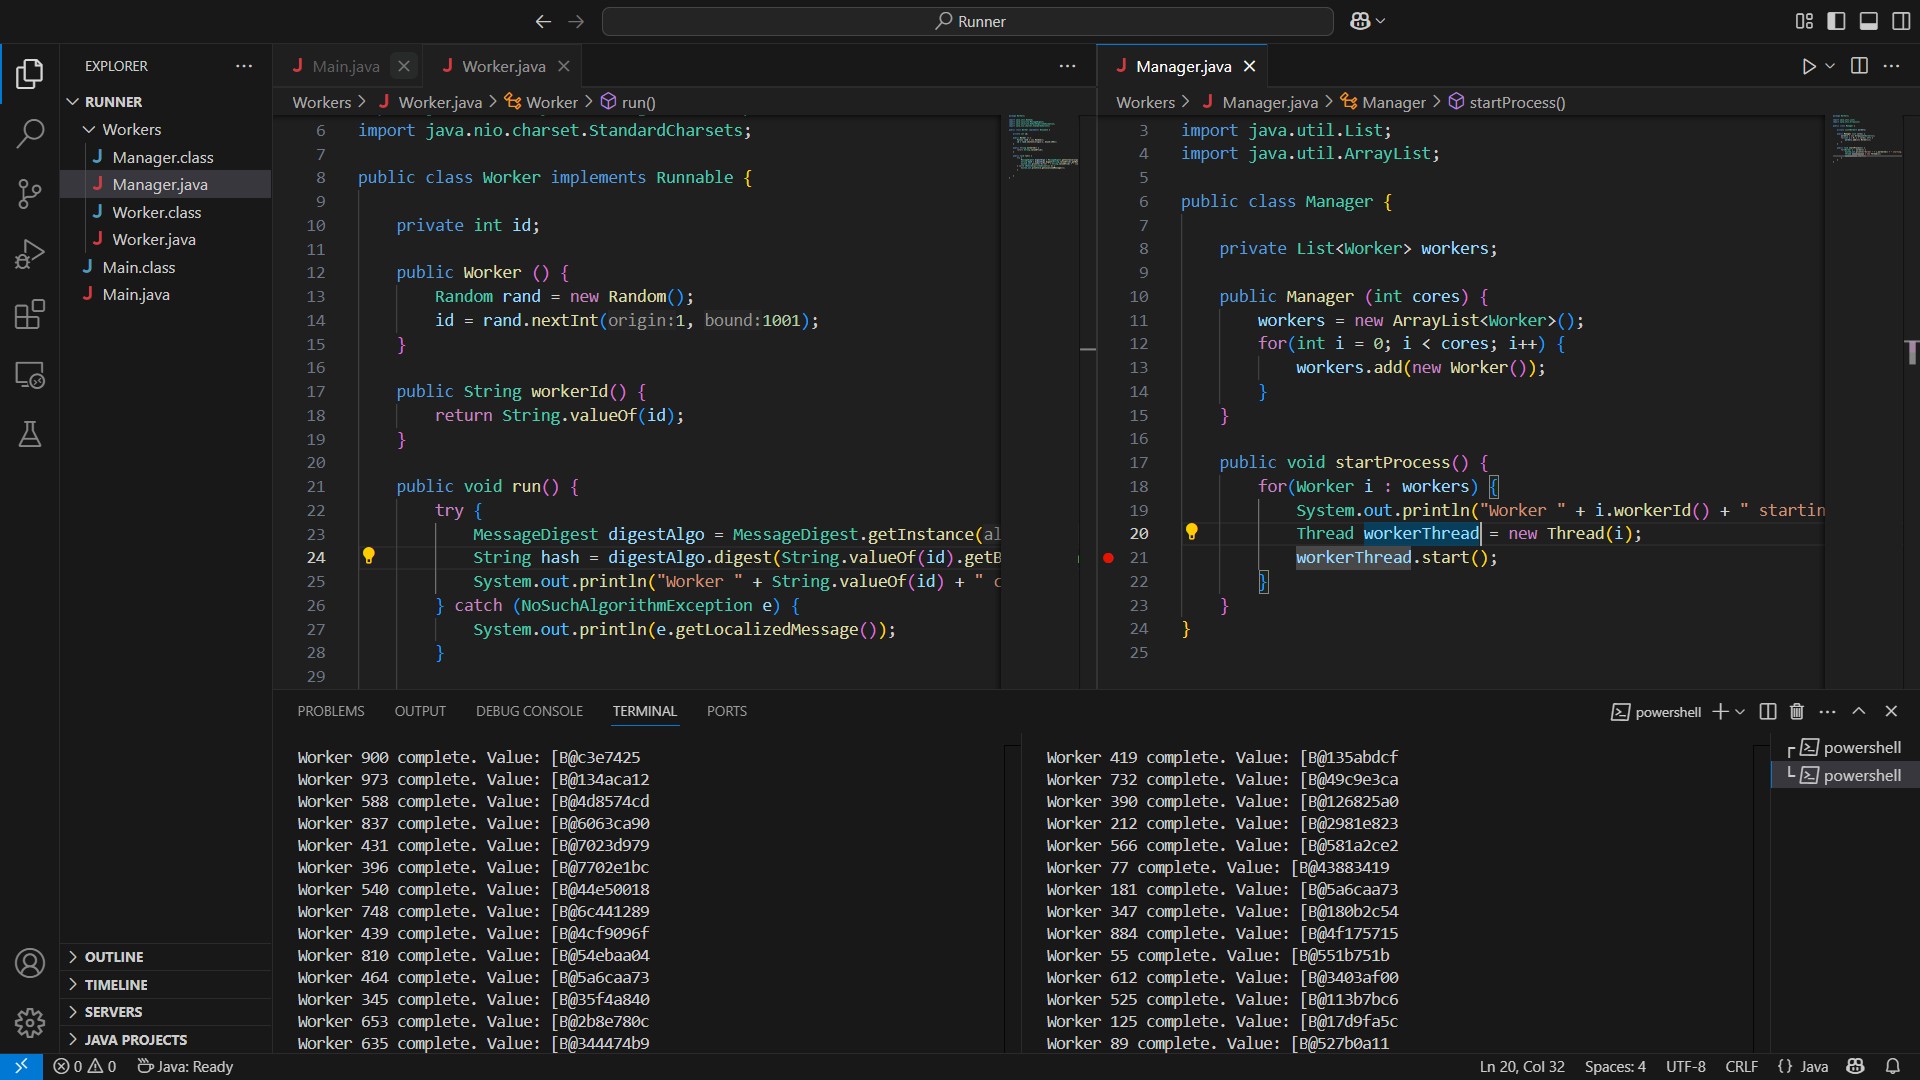 Runner
EXPLORER
RUNNER
Workers
Manager.class
Manager.java
Worker.class
Worker.java
Main.class
Main.java
OUTLINE
TIMELINE
SERVERS
JAVA PROJECTS
Main.java
Worker.java
Workers > Worker.java > Worker > run()
6 import java.nio.charset.StandardCharsets;
7
8 public class Worker implements Runnable {
9
10 private int id;
11
12 public Worker () {
13 Random rand = new Random();
14 id = rand.nextInt(origin:1, bound:1001);
15 }
16
17 public String workerId() {
18 return String.valueOf(id);
19 }
20
21 public void run() {
22 try {
23 MessageDigest digestAlgo = MessageDigest.getInstance(al
24 String hash = digestAlgo.digest(String.valueOf(id).getB
25 System.out.println("Worker " + String.valueOf(id) + " c
26 } catch (NoSuchAlgorithmException e) {
27 System.out.println(e.getLocalizedMessage());
28 }
29
Manager.java
Workers > Manager.java > Manager > startProcess()
3 import java.util.List;
4 import java.util.ArrayList;
5
6 public class Manager {
7
8 private List<Worker> workers;
9
10 public Manager (int cores) {
11 workers = new ArrayList<Worker>();
12 for(int i = 0; i < cores; i++) {
13 workers.add(new Worker());
14 }
15 }
16
17 public void startProcess() {
18 for(Worker i : workers) {
19 System.out.println("Worker " + i.workerId() + " startin
20 Thread workerThread = new Thread(i);
21 workerThread.start();
22 }
23 }
24 }
25
PROBLEMS OUTPUT DEBUG CONSOLE TERMINAL PORTS
powershell
Worker 900 complete. Value: [B@c3e7425
Worker 973 complete. Value: [B@134aca12
Worker 588 complete. Value: [B@4d8574cd
Worker 837 complete. Value: [B@6063ca90
Worker 431 complete. Value: [B@7023d979
Worker 396 complete. Value: [B@7702e1bc
Worker 540 complete. Value: [B@44e50018
Worker 748 complete. Value: [B@6c441289
Worker 439 complete. Value: [B@4cf9096f
Worker 810 complete. Value: [B@54ebaa04
Worker 464 complete. Value: [B@5a6caa73
Worker 345 complete. Value: [B@35f4a840
Worker 653 complete. Value: [B@2b8e780c
Worker 635 complete. Value: [B@344474b9
Worker 419 complete. Value: [B@135abdcf
Worker 732 complete. Value: [B@49c9e3ca
Worker 390 complete. Value: [B@126825a0
Worker 212 complete. Value: [B@2981e823
Worker 566 complete. Value: [B@581a2ce2
Worker 77 complete. Value: [B@43883419
Worker 181 complete. Value: [B@5a6caa73
Worker 347 complete. Value: [B@180b2c54
Worker 884 complete. Value: [B@4f175715
Worker 55 complete. Value: [B@551b751b
Worker 612 complete. Value: [B@3403af00
Worker 525 complete. Value: [B@113b7bc6
Worker 125 complete. Value: [B@17d9fa5c
Worker 89 complete. Value: [B@527b0a11
powershell
powershell
0 0 Java: Ready
Ln 20, Col 32 Spaces: 4 UTF-8 CRLF {} Java